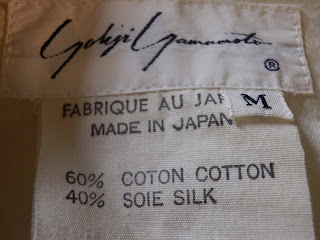 Yohji Yamamoto
®
FABRIQUE AU JAP
M
MADE IN JAPAN
60% COTON COTTON
40% SOIE SILK